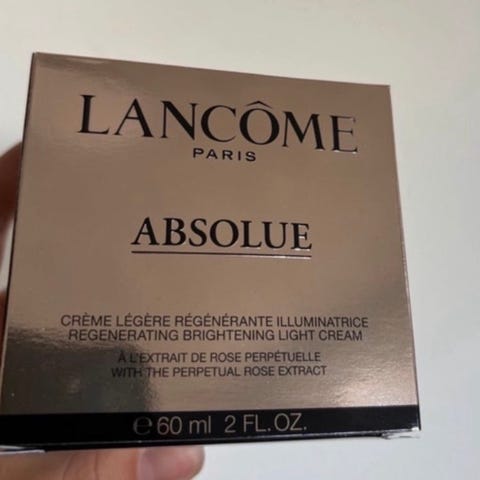 LANCÔME
PARIS
ABSOLUE
CRÈME LÉGÈRE RÉGÉNÉRANTE ILLUMINATRICE
REGENERATING BRIGHTENING LIGHT CREAM
À L'EXTRAIT DE ROSE PERPÉTUELLE
WITH THE PERPETUAL ROSE EXTRACT
℮ 60 ml 2 FL.OZ.